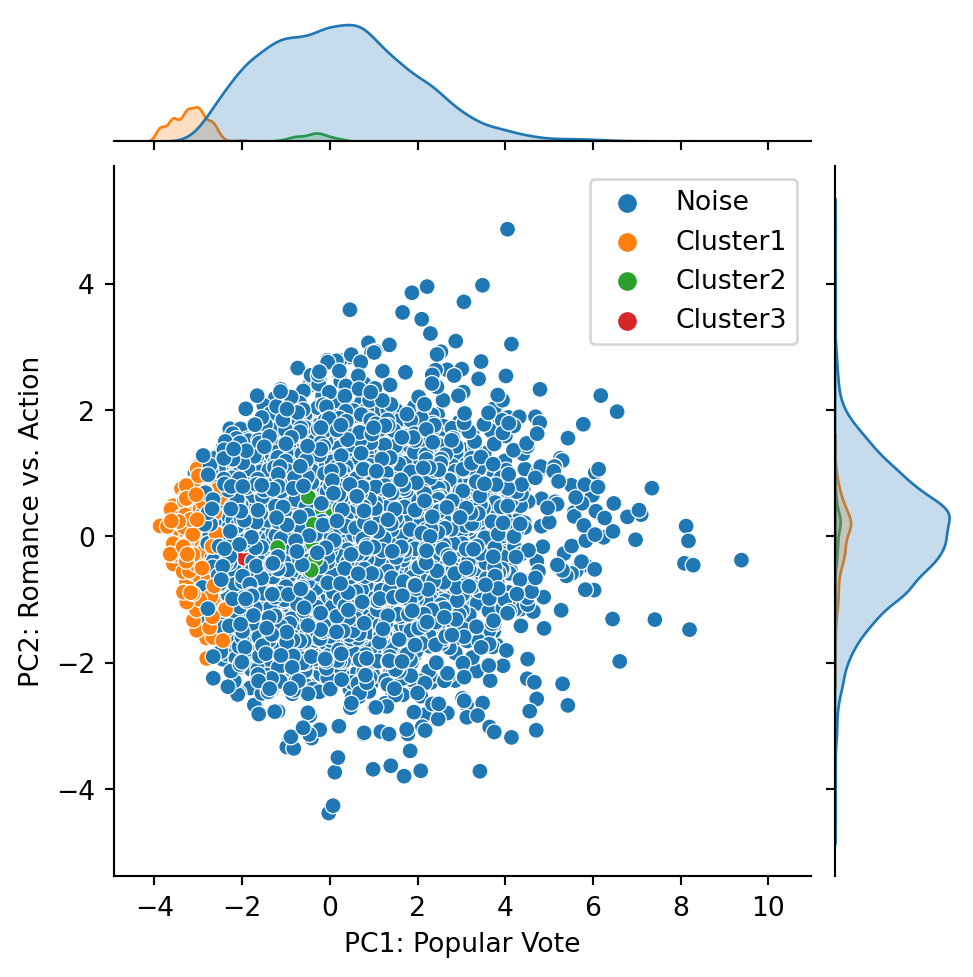 Noise
Cluster1
Cluster2
Cluster3
4
2
0
−2
−4
PC2: Romance vs. Action
−4 −2 0 2 4 6 8 10
PC1: Popular Vote